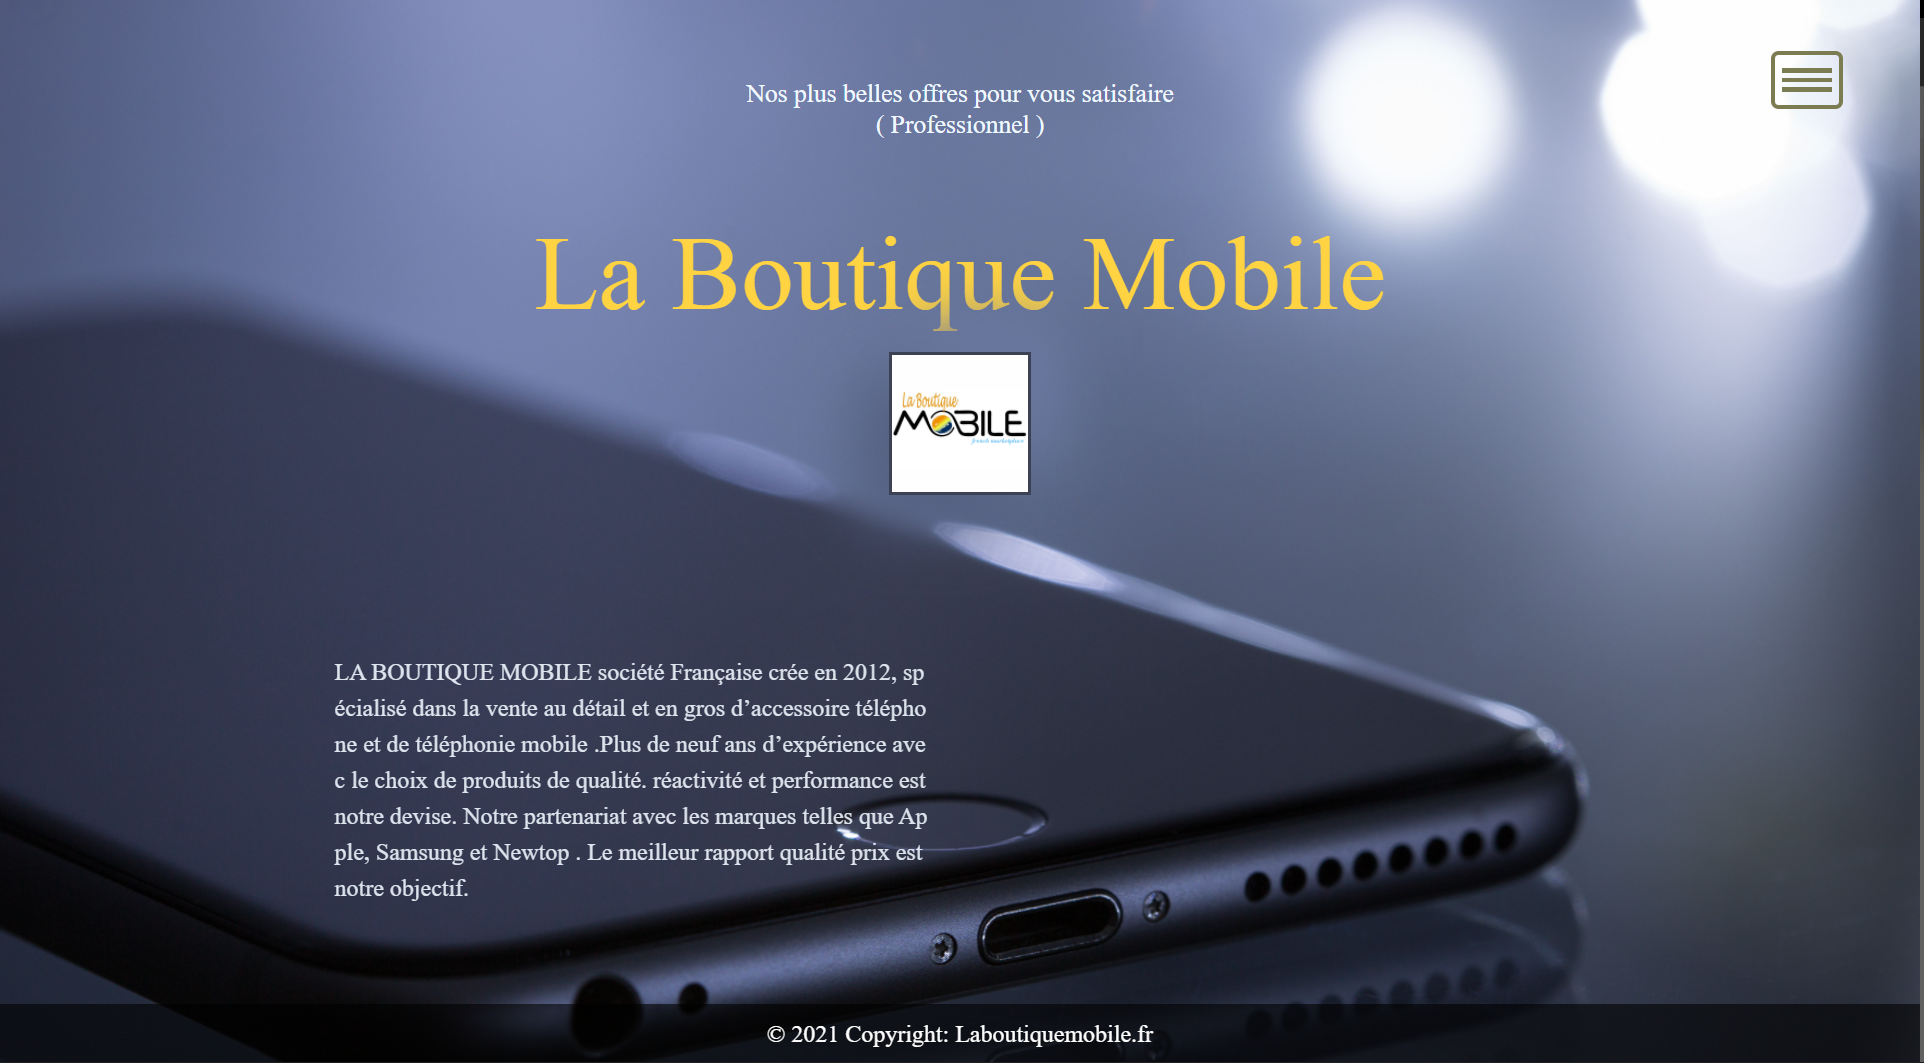 Nos plus belles offres pour vous satisfaire
( Professionnel )
La Boutique Mobile
La Boutique
MOBILE
french marketplace
LA BOUTIQUE MOBILE société Française crée en 2012, sp
écialisé dans la vente au détail et en gros d’accessoire télépho
ne et de téléphonie mobile .Plus de neuf ans d’expérience ave
c le choix de produits de qualité. réactivité et performance est
notre devise. Notre partenariat avec les marques telles que Ap
ple, Samsung et Newtop . Le meilleur rapport qualité prix est
notre objectif.
© 2021 Copyright: Laboutiquemobile.fr